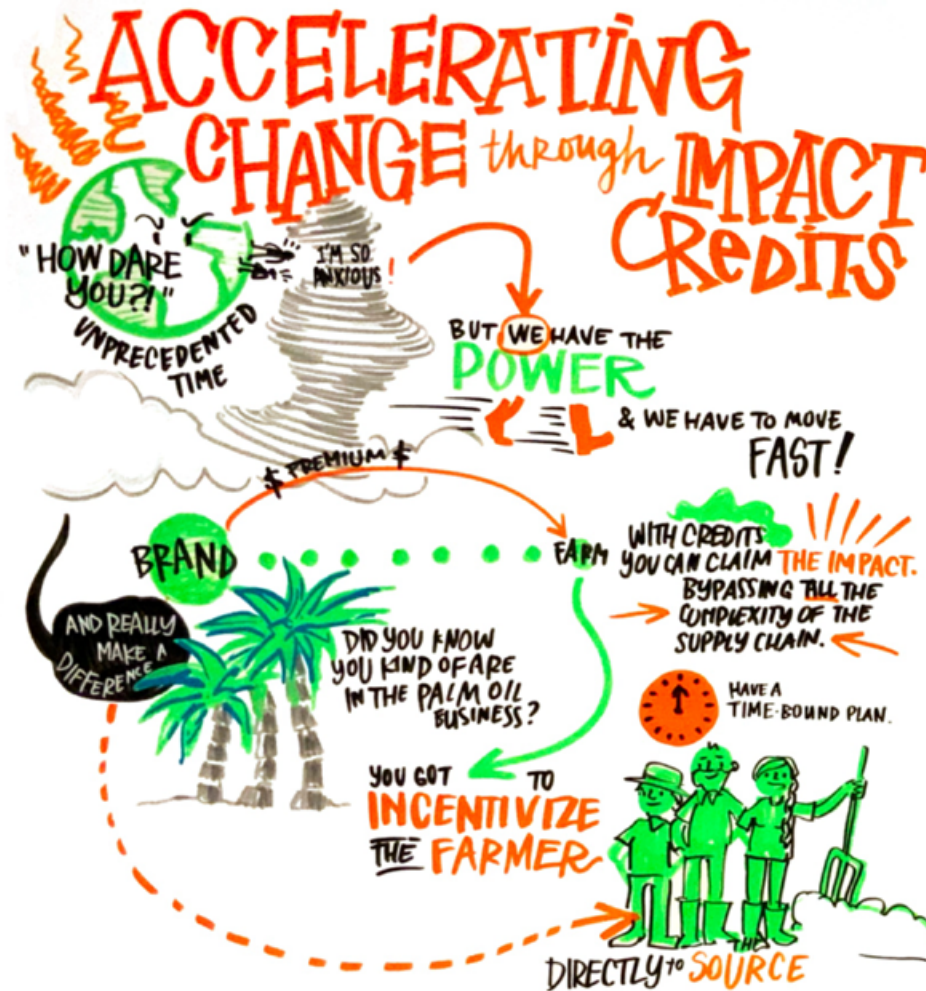 ACCELERATING
CHANGE through IMPACT
CREDITS
"HOW DARE
YOU?!"
UNPRECEDENTED
TIME
I'M SO
ANXIOUS!
BUT WE HAVE THE
POWER
& WE HAVE TO MOVE
FAST!
$ PREMIUM $
BRAND
FARM
WITH CREDITS
YOU CAN CLAIM THE IMPACT.
BYPASSING ALL THE
COMPLEXITY OF THE
SUPPLY CHAIN.
AND REALLY
MAKE A
DIFFERENCE
DID YOU KNOW
YOU KIND OF ARE
IN THE PALM OIL
BUSINESS?
HAVE A
TIME-BOUND PLAN.
YOU GOT TO
INCENTIVIZE
THE FARMER
DIRECTLY to THE SOURCE